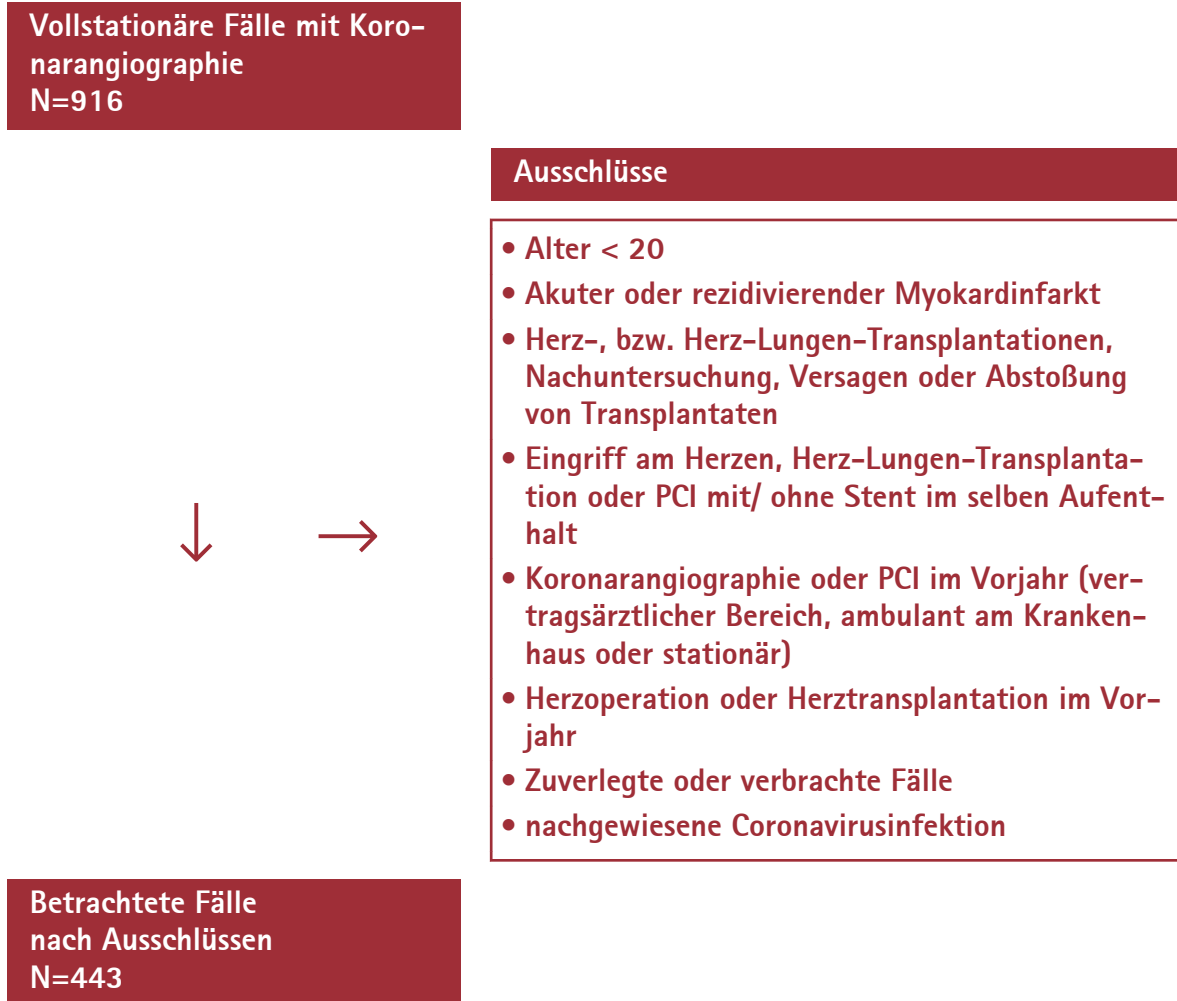 Vollstationäre Fälle mit Koro-
narangiographie
N=916
Ausschlüsse
• Alter < 20
• Akuter oder rezidivierender Myokardinfarkt
• Herz-, bzw. Herz-Lungen-Transplantationen,
Nachuntersuchung, Versagen oder Abstoßung
von Transplantaten
• Eingriff am Herzen, Herz-Lungen-Transplanta-
tion oder PCI mit/ ohne Stent im selben Aufent-
halt
• Koronarangiographie oder PCI im Vorjahr (ver-
tragsärztlicher Bereich, ambulant am Kranken-
haus oder stationär)
• Herzoperation oder Herztransplantation im Vor-
jahr
• Zuverlegte oder verbrachte Fälle
• nachgewiesene Coronavirusinfektion
Betrachtete Fälle
nach Ausschlüssen
N=443